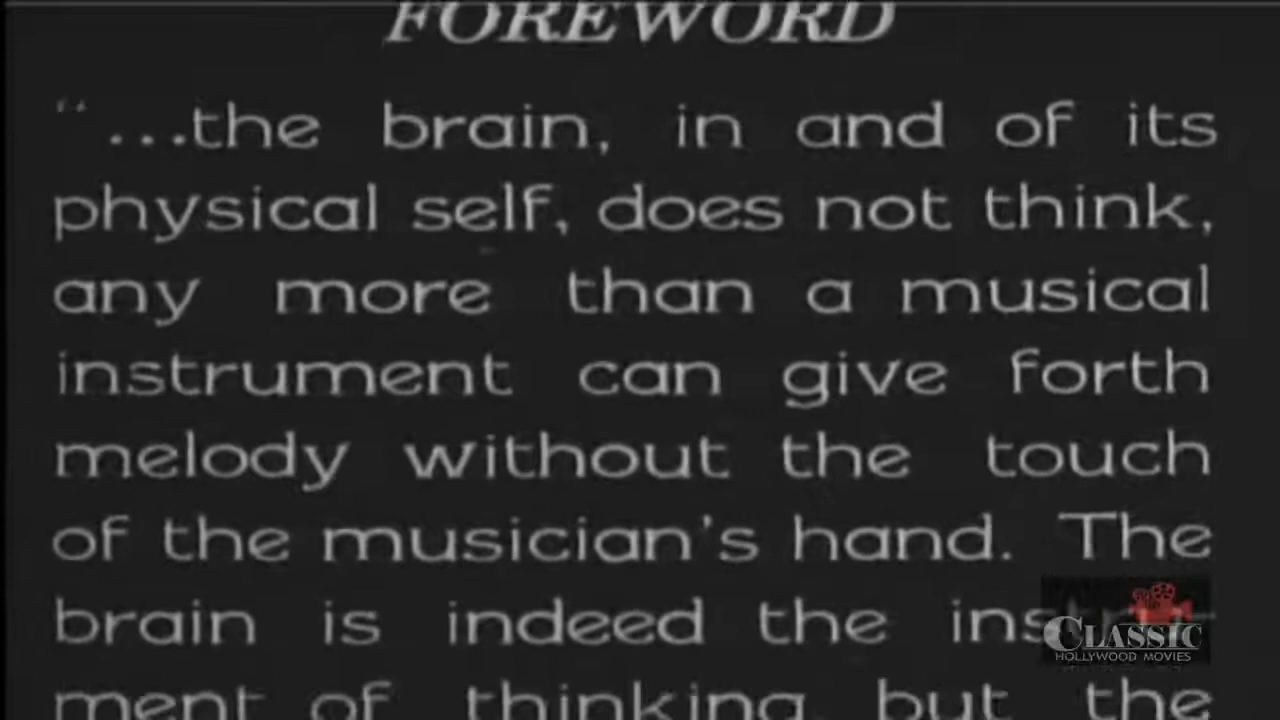 FOREWORD
“...the brain, in and of its
physical self, does not think,
any more than a musical
instrument can give forth
melody without the touch
of the musician's hand. The
brain is indeed the instru-
ment of thinking, but the
CLASSIC
HOLLYWOOD MOVIES